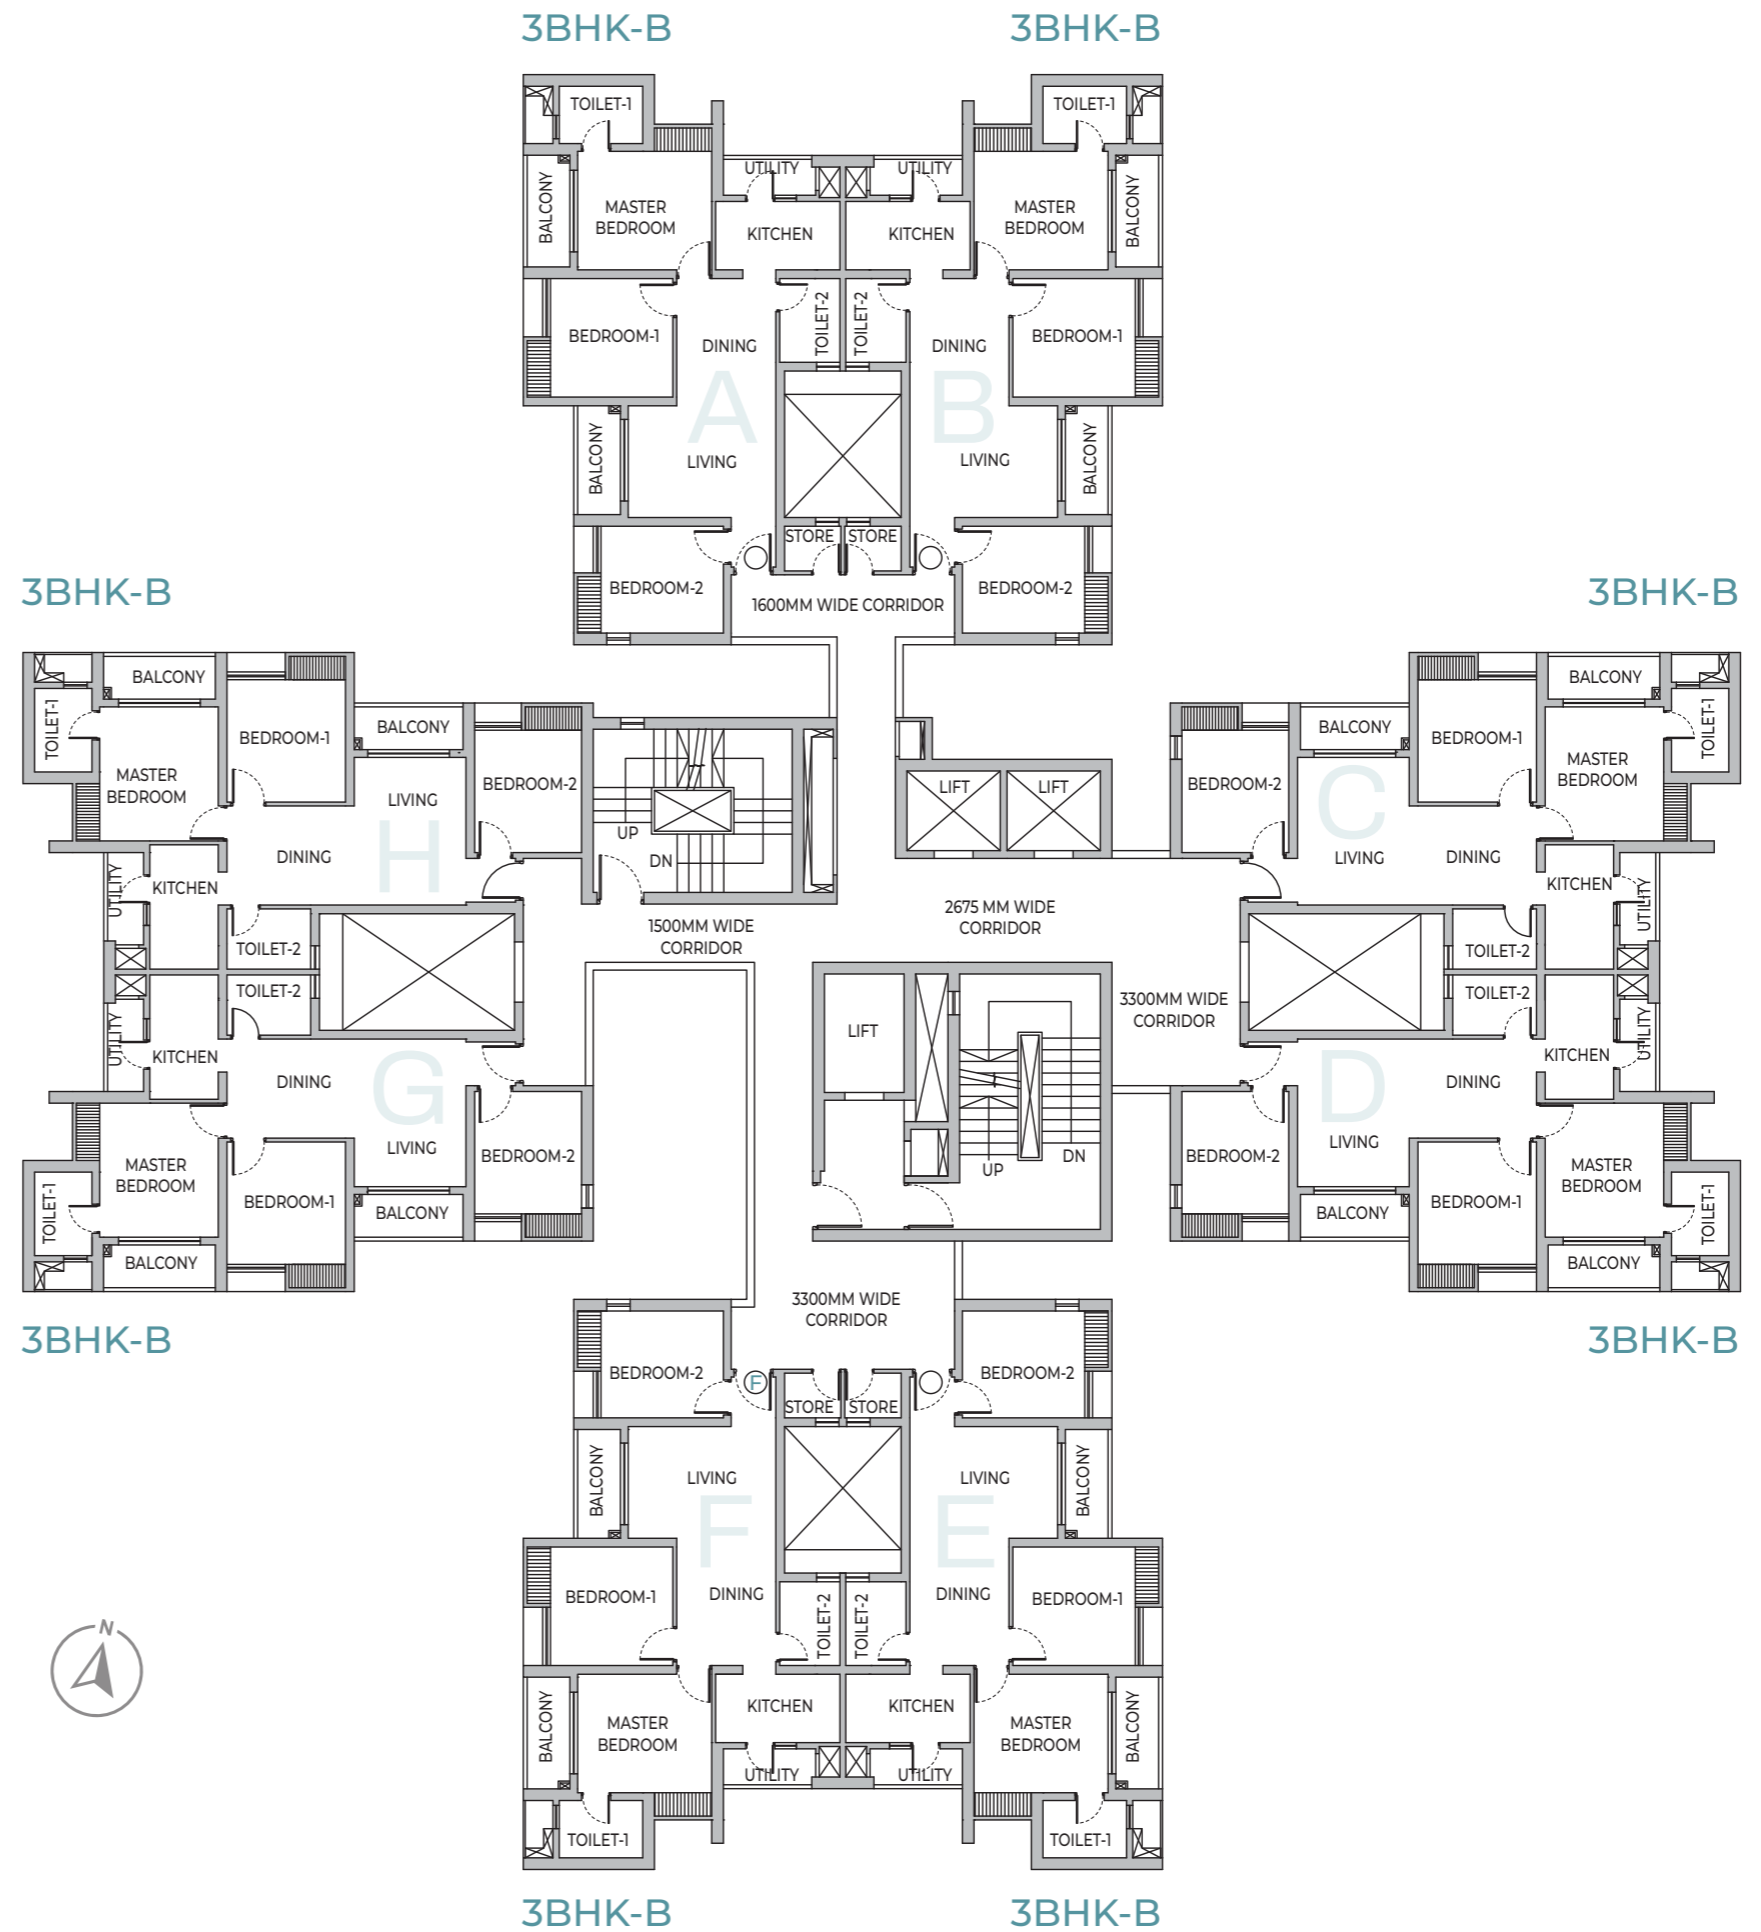 3BHK-B 3BHK-B
TOILET-1 TOILET-1
UTILITY UTILITY
BALCONY MASTER BEDROOM KITCHEN KITCHEN MASTER BEDROOM BALCONY
BEDROOM-1 DINING TOILET-2 TOILET-2 DINING BEDROOM-1
A B
BALCONY LIVING LIVING BALCONY
STORE STORE
BEDROOM-2 BEDROOM-2
1600MM WIDE CORRIDOR
3BHK-B 3BHK-B
BALCONY BALCONY
TOILET-1 BEDROOM-1 BALCONY BALCONY BEDROOM-1 TOILET-1
MASTER BEDROOM LIVING BEDROOM-2 LIFT LIFT BEDROOM-2 C MASTER BEDROOM
UP
DN
H DINING LIVING DINING
UTILITY KITCHEN KITCHEN UTILITY
1500MM WIDE
CORRIDOR
2675 MM WIDE
CORRIDOR
TOILET-2 TOILET-2
TOILET-2 TOILET-2
3300MM WIDE
CORRIDOR
LIFT
UTILITY KITCHEN KITCHEN UTILITY
DINING G D DINING
LIVING LIVING
UP DN
MASTER BEDROOM BEDROOM-2 BEDROOM-2 MASTER BEDROOM
TOILET-1 BEDROOM-1 BALCONY BALCONY BEDROOM-1 TOILET-1
BALCONY BALCONY
3300MM WIDE
CORRIDOR
3BHK-B 3BHK-B
BEDROOM-2 F BEDROOM-2
STORE STORE
BALCONY LIVING LIVING BALCONY
F E
BEDROOM-1 DINING TOILET-2 TOILET-2 DINING BEDROOM-1
N
BALCONY MASTER BEDROOM KITCHEN KITCHEN MASTER BEDROOM BALCONY
UTILITY UTILITY
TOILET-1 TOILET-1
3BHK-B 3BHK-B